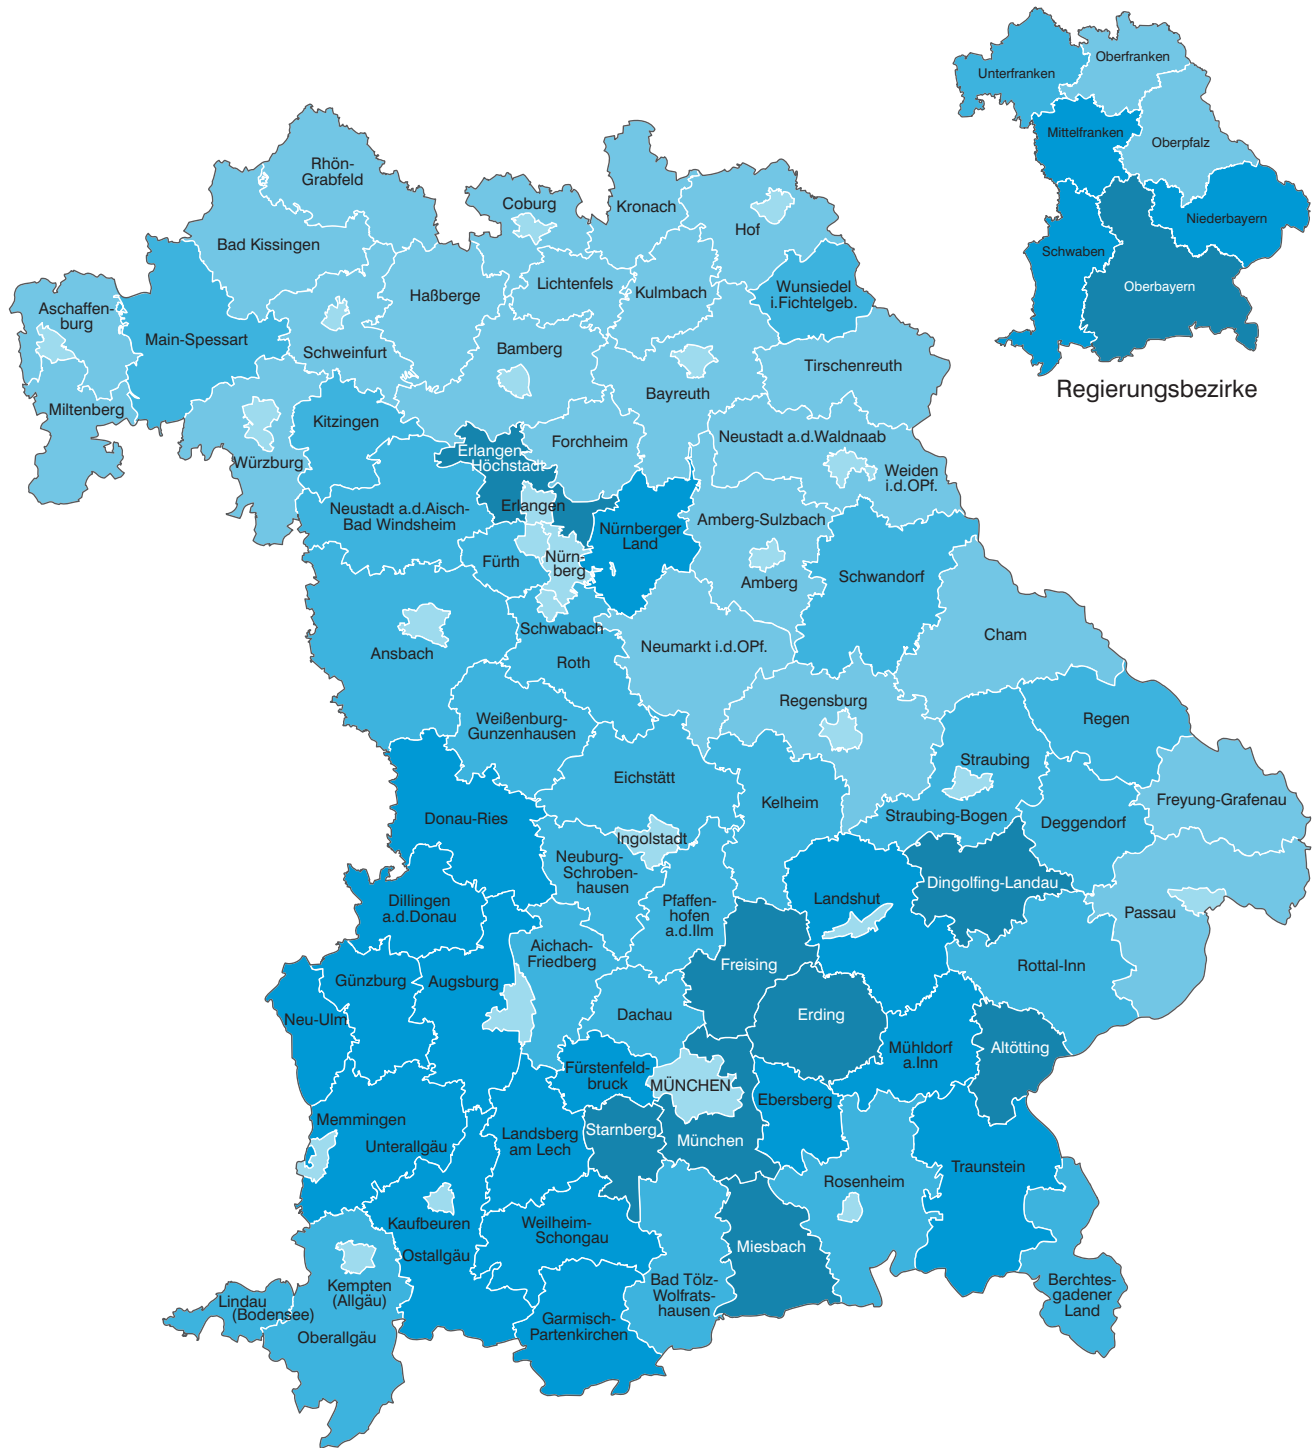 Oberfranken
Unterfranken
Mittelfranken
Oberpfalz
Niederbayern
Schwaben
Oberbayern
Regierungsbezirke
Rhön-
Grabfeld
Coburg
Kronach
Hof
Bad Kissingen
Lichtenfels
Kulmbach
Wunsiedel
i.Fichtelgeb.
Haßberge
Aschaffen-
burg
Main-Spessart
Schweinfurt
Bamberg
Tirschenreuth
Bayreuth
Miltenberg
Kitzingen
Forchheim
Neustadt a.d.Waldnaab
Würzburg
Erlangen-
Höchstadt
Weiden
i.d.OPf.
Neustadt a.d.Aisch-
Bad Windsheim
Erlangen
Nürnberger
Land
Amberg-Sulzbach
Fürth
Nürn-
berg
Amberg
Schwandorf
Schwabach
Ansbach
Roth
Neumarkt i.d.OPf.
Cham
Regensburg
Weißenburg-
Gunzenhausen
Regen
Straubing
Eichstätt
Kelheim
Freyung-Grafenau
Donau-Ries
Straubing-Bogen
Deggendorf
Ingolstadt
Neuburg-
Schroben-
hausen
Dingolfing-Landau
Dillingen
a.d.Donau
Pfaffen-
hofen
a.d.Ilm
Landshut
Passau
Aichach-
Friedberg
Freising
Rottal-Inn
Günzburg
Augsburg
Neu-Ulm
Dachau
Erding
Mühldorf
a.Inn
Altötting
Fürstenfeld-
bruck
MÜNCHEN
Ebersberg
Memmingen
Unterallgäu
Landsberg
am Lech
Starnberg
München
Traunstein
Rosenheim
Kaufbeuren
Weilheim-
Schongau
Ostallgäu
Miesbach
Kempten
(Allgäu)
Bad Tölz-
Wolfrats-
hausen
Berchtes-
gadener
Land
Lindau
(Bodensee)
Oberallgäu
Garmisch-
Partenkirchen